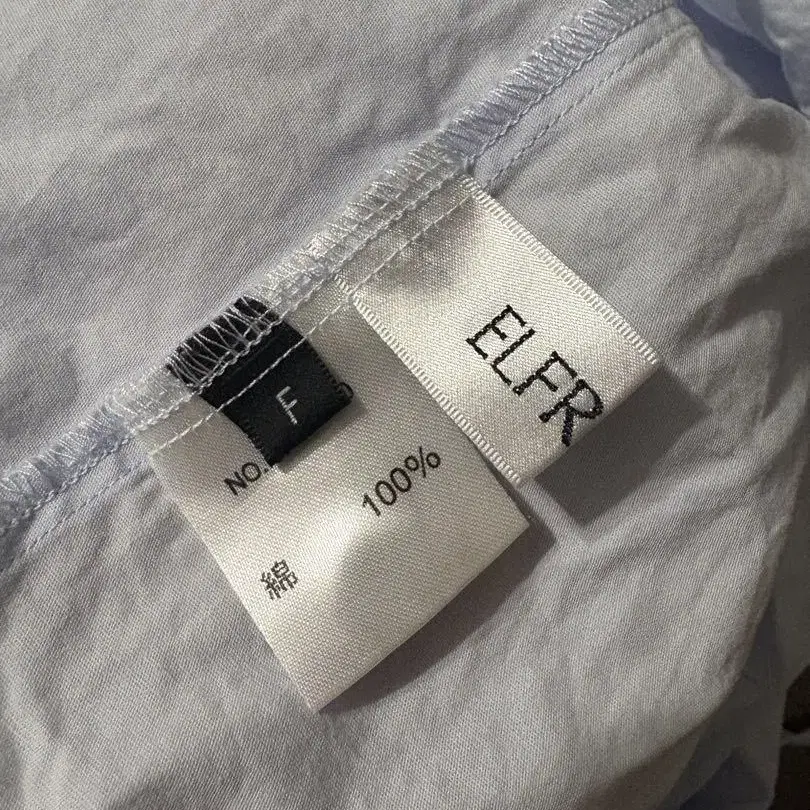 ELFR
F
NO.
綿 100%